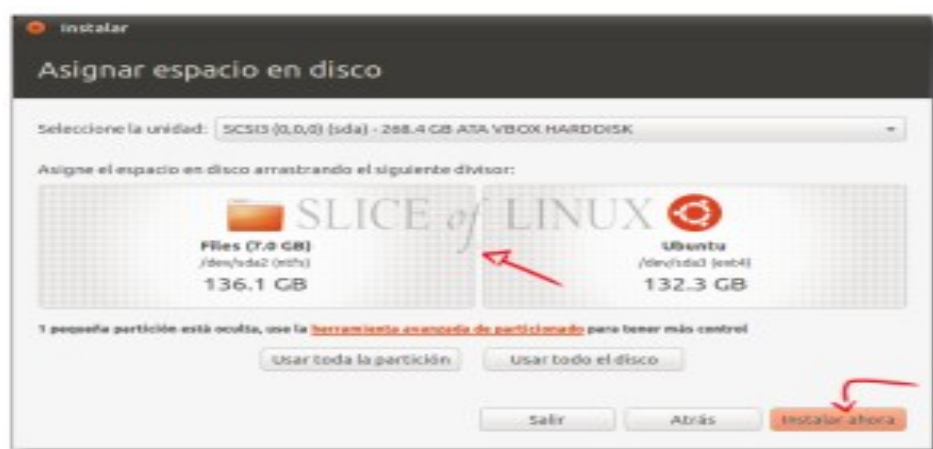 Instalar
Asignar espacio en disco
Seleccione la unidad: SCSI3 (0,0,0) (sda) - 268.4 GB ATA VBOX HARDDISK
Asigne el espacio en disco arrastrando el siguiente divisor:
SLICE of LINUX
Files (7.0 GB) Ubuntu
/dev/sda2 (ntfs) /dev/sda3 (ext4)
136.1 GB 132.3 GB
1 pequeña partición está oculta, use la herramienta avanzada de particionado para tener más control
Usar toda la partición Usar todo el disco
Salir Atrás Instalar ahora